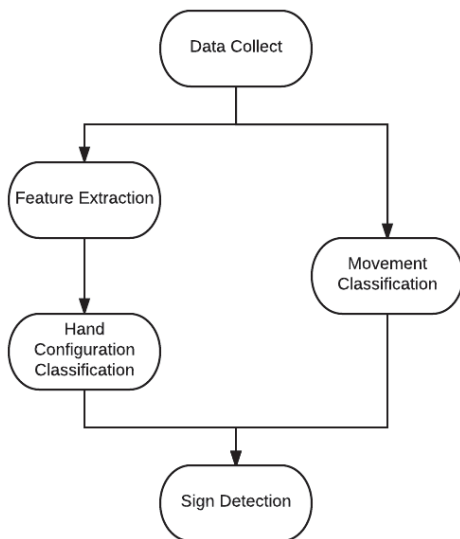 Data Collect
Feature Extraction
Movement
Classification
Hand
Configuration
Classification
Sign Detection